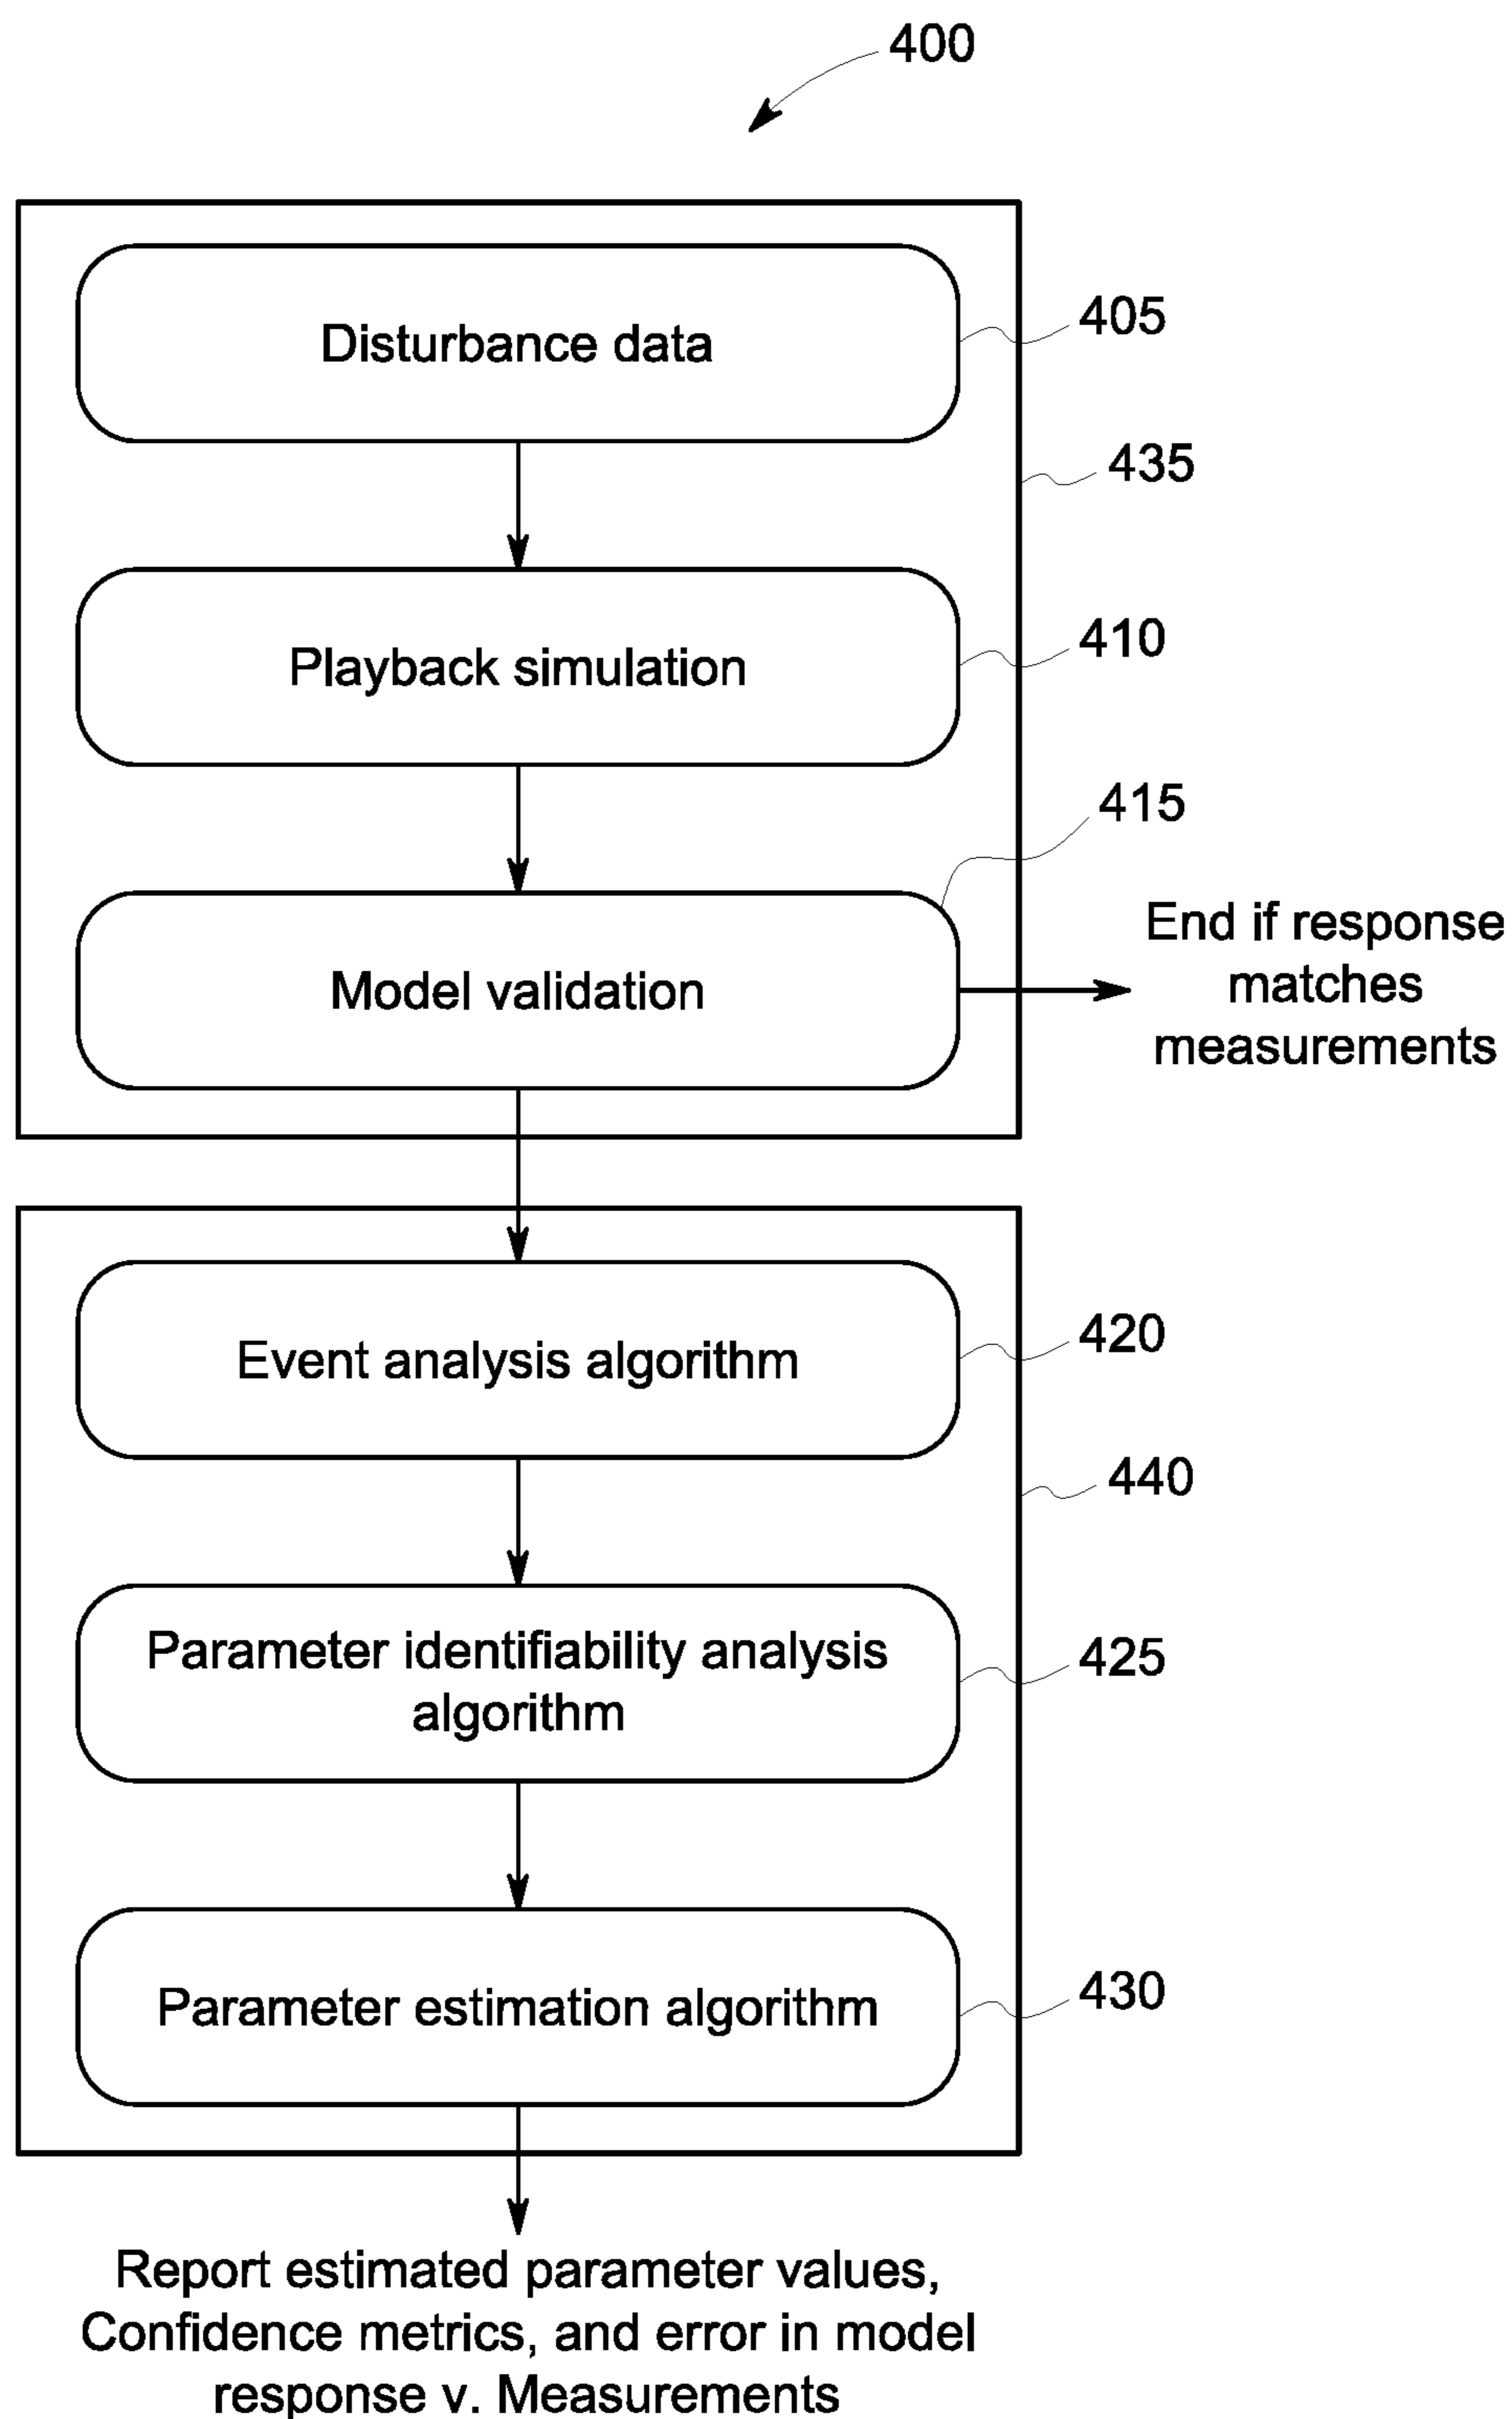 400
Disturbance data
405
435
Playback simulation
410
415
Model validation
End if response
matches
measurements
Event analysis algorithm
420
440
Parameter identifiability analysis
algorithm
425
Parameter estimation algorithm
430
Report estimated parameter values,
Confidence metrics, and error in model
response v. Measurements